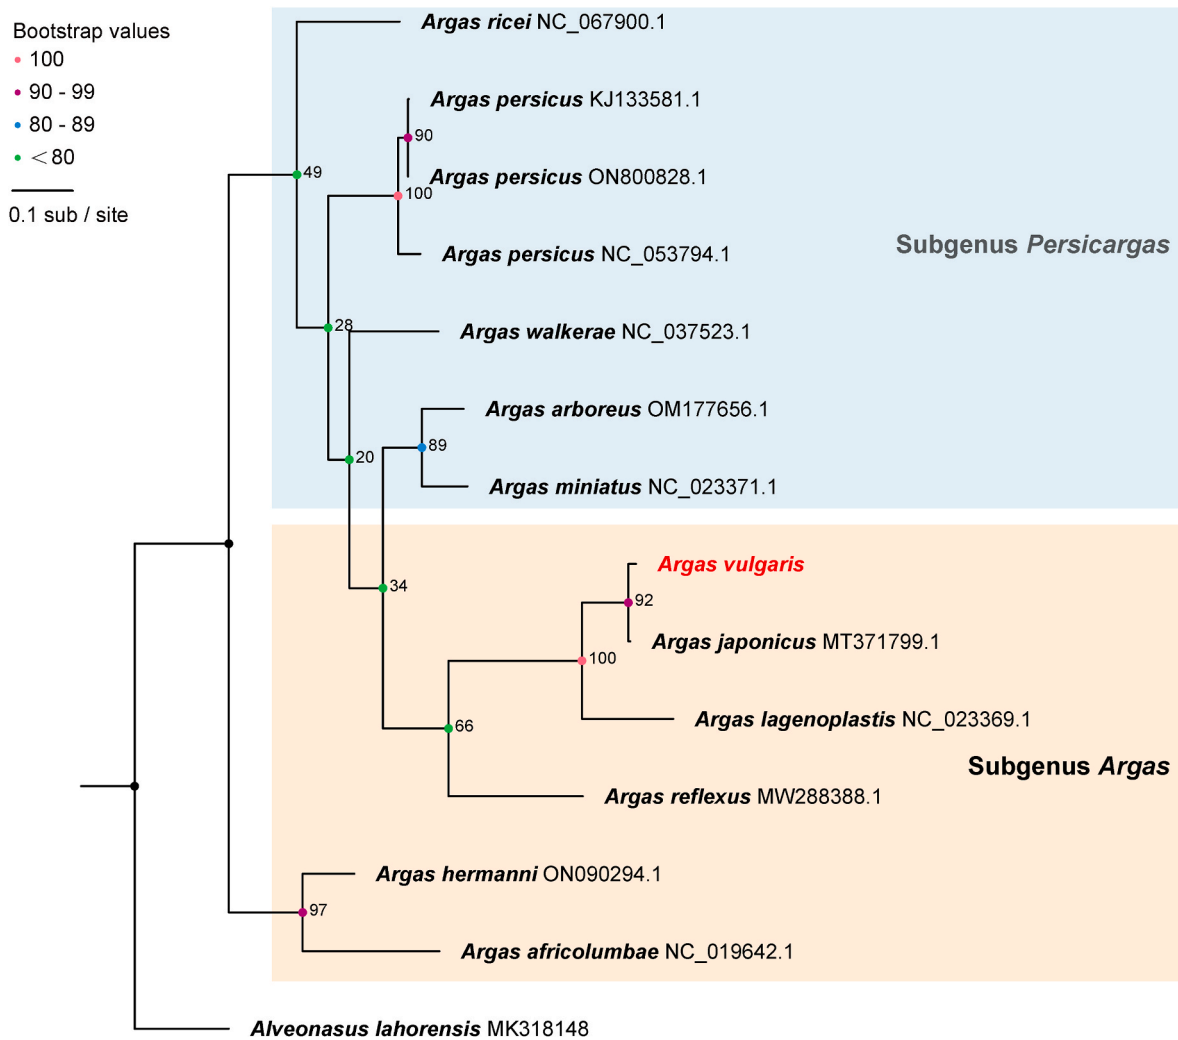 Bootstrap values
100
90 - 99
80 - 89
< 80
0.1 sub / site
Argas ricei NC_067900.1
Argas persicus KJ133581.1
90
Argas persicus ON800828.1
49
100
Argas persicus NC_053794.1
Subgenus Persicargas
28
Argas walkerae NC_037523.1
Argas arboreus OM177656.1
89
20
Argas miniatus NC_023371.1
Argas vulgaris
34
92
Argas japonicus MT371799.1
100
Argas lagenoplastis NC_023369.1
66
Subgenus Argas
Argas reflexus MW288388.1
Argas hermanni ON090294.1
97
Argas africolumbae NC_019642.1
Alveonasus lahorensis MK318148